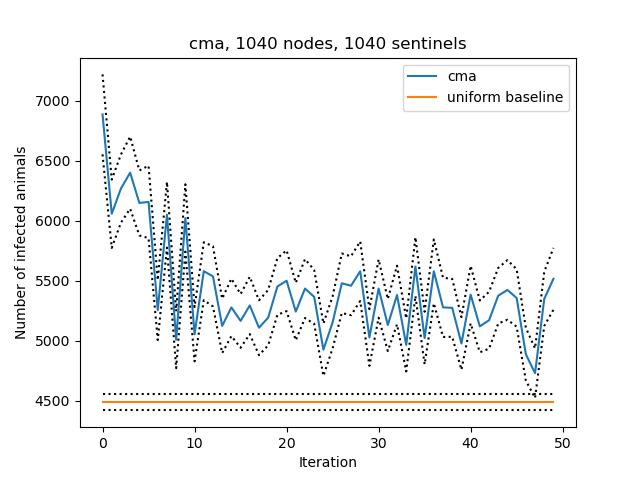 cma, 1040 nodes, 1040 sentinels
cma
uniform baseline
Number of infected animals
7000
6500
6000
5500
5000
4500
0 10 20 30 40 50
Iteration